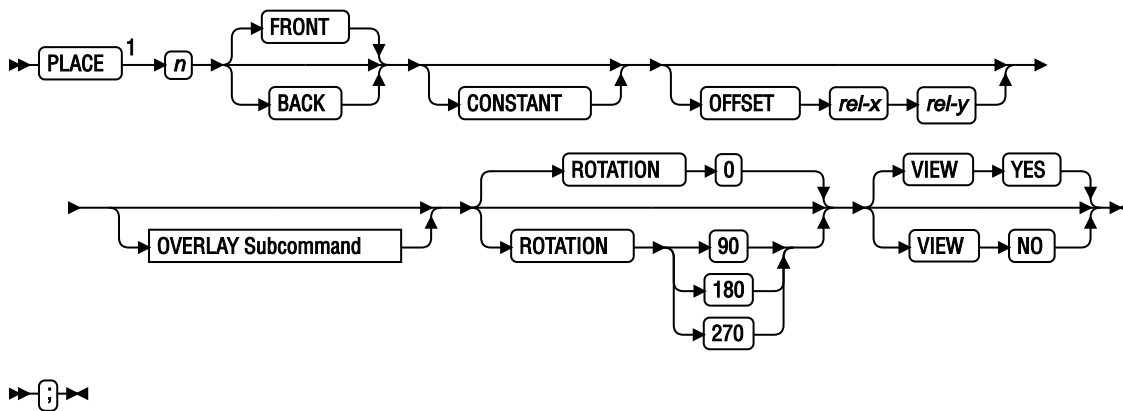 FRONT
PLACE 1 n
BACK
CONSTANT
OFFSET rel-x rel-y
ROTATION 0
VIEW YES
OVERLAY Subcommand
ROTATION 90
VIEW NO
180
270
;